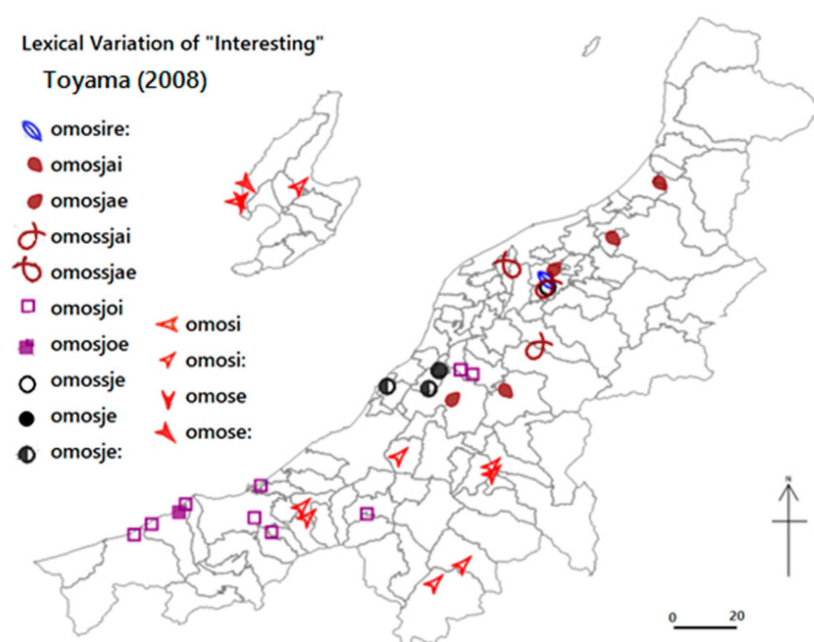 Lexical Variation of "Interesting"
Toyama (2008)
omosire:
omosjai
omosjae
omossjai
omossjae
omosjoi
omosjoe
omossje
omosje
omosje:
omosi
omosi:
omose
omose:
N
0 20